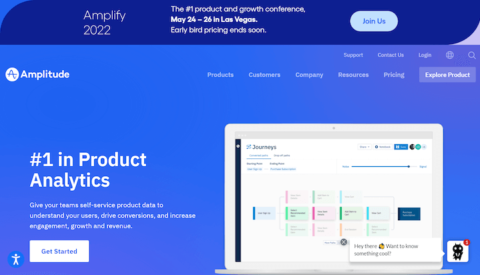 Amplify
2022
The #1 product and growth conference,
May 24 – 26 in Las Vegas.
Early bird pricing ends soon.
Join Us
Support
Contact Us
Login
Amplitude
Products
Customers
Company
Resources
Pricing
Explore Product
#1 in Product
Analytics
Give your teams self-service product data to
understand your users, drive conversions, and increase
engagement, growth and revenue.
Get Started
Journeys
Hey there 👋 Want to know
something cool?
1